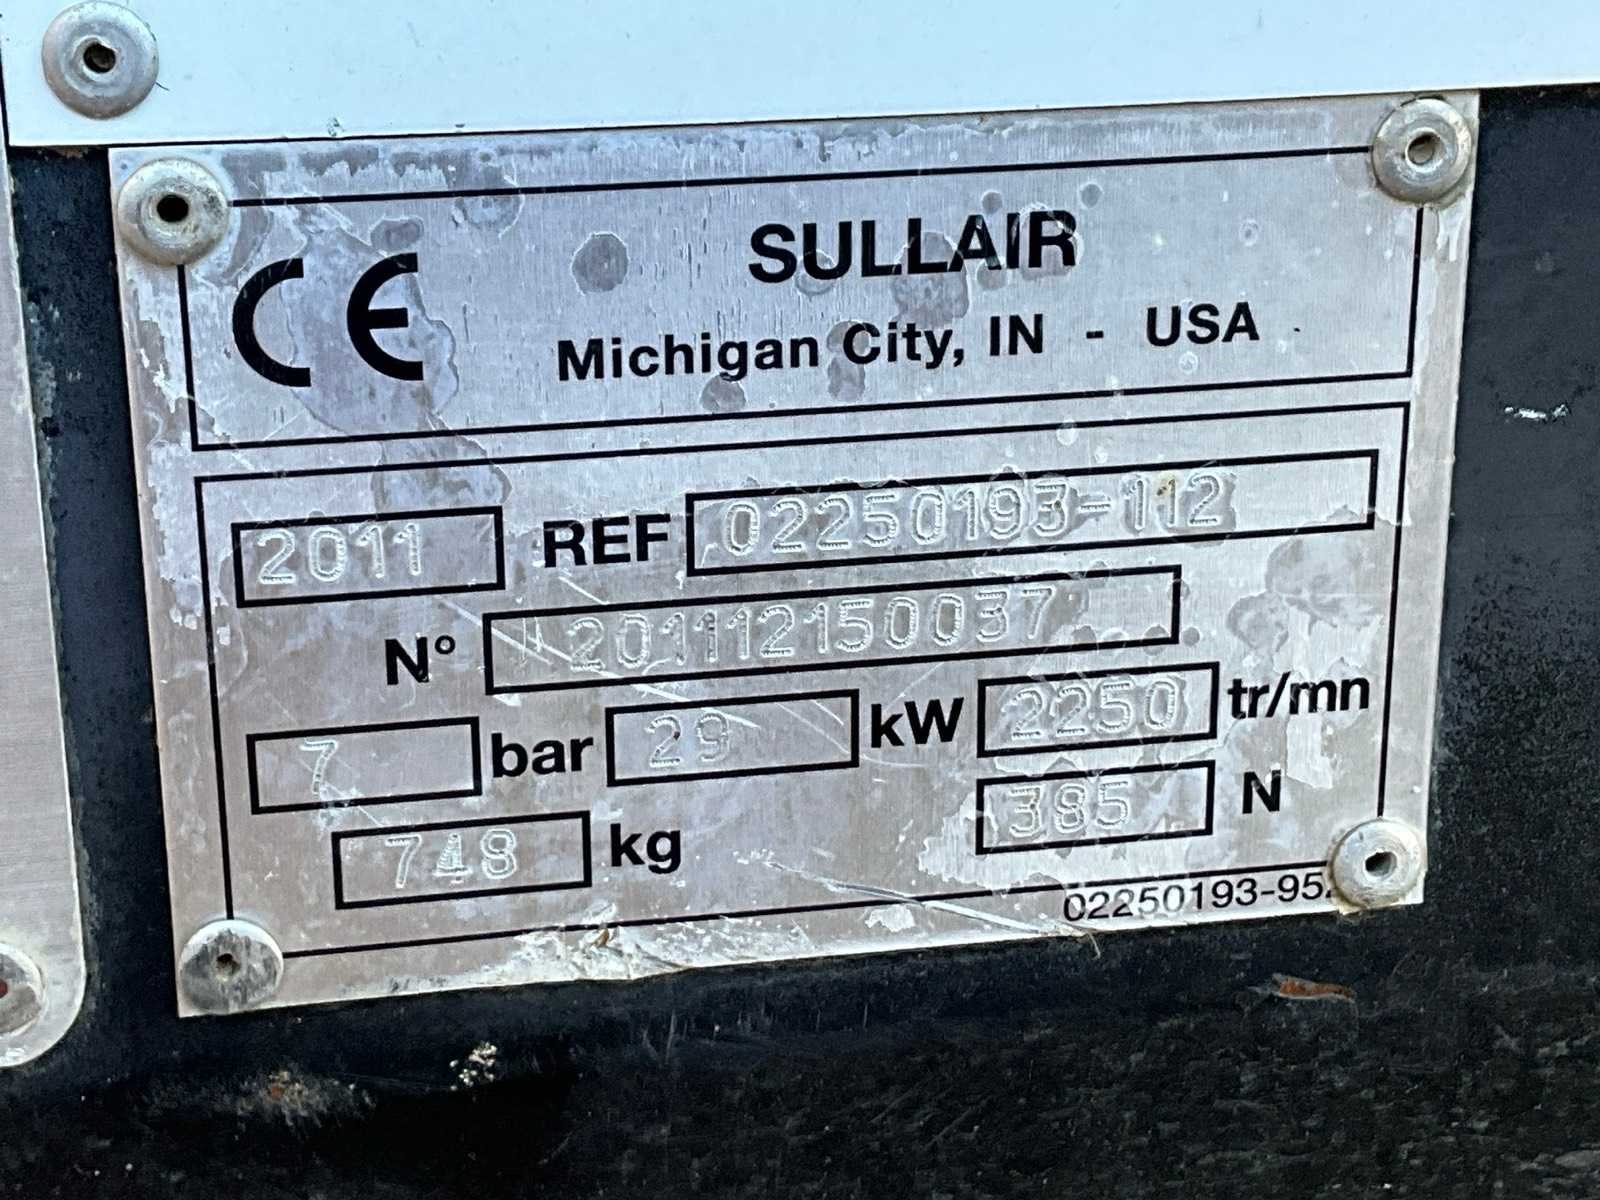 CE SULLAIR
Michigan City, IN - USA
2011 REF 02250193-112
N° 201112150037
7 bar 29 kW 2250 tr/mn
385 N
748 kg